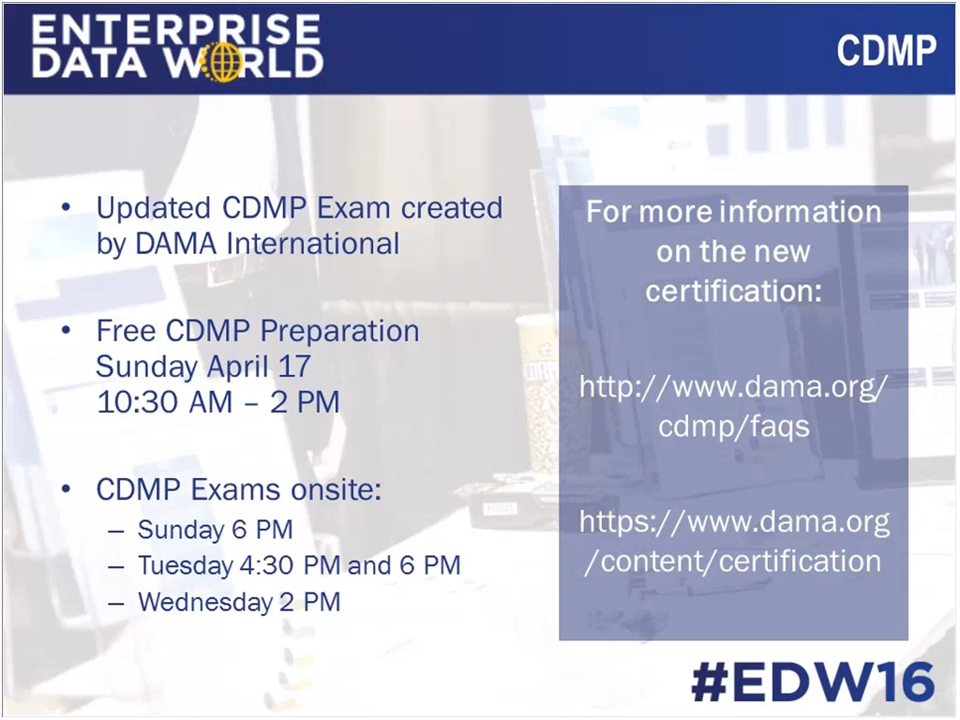 ENTERPRISE
DATA WORLD
CDMP
• Updated CDMP Exam created
by DAMA International
• Free CDMP Preparation
Sunday April 17
10:30 AM – 2 PM
• CDMP Exams onsite:
– Sunday 6 PM
– Tuesday 4:30 PM and 6 PM
– Wednesday 2 PM
For more information
on the new
certification:
http://www.dama.org/
cdmp/faqs
https://www.dama.org
/content/certification
#EDW16